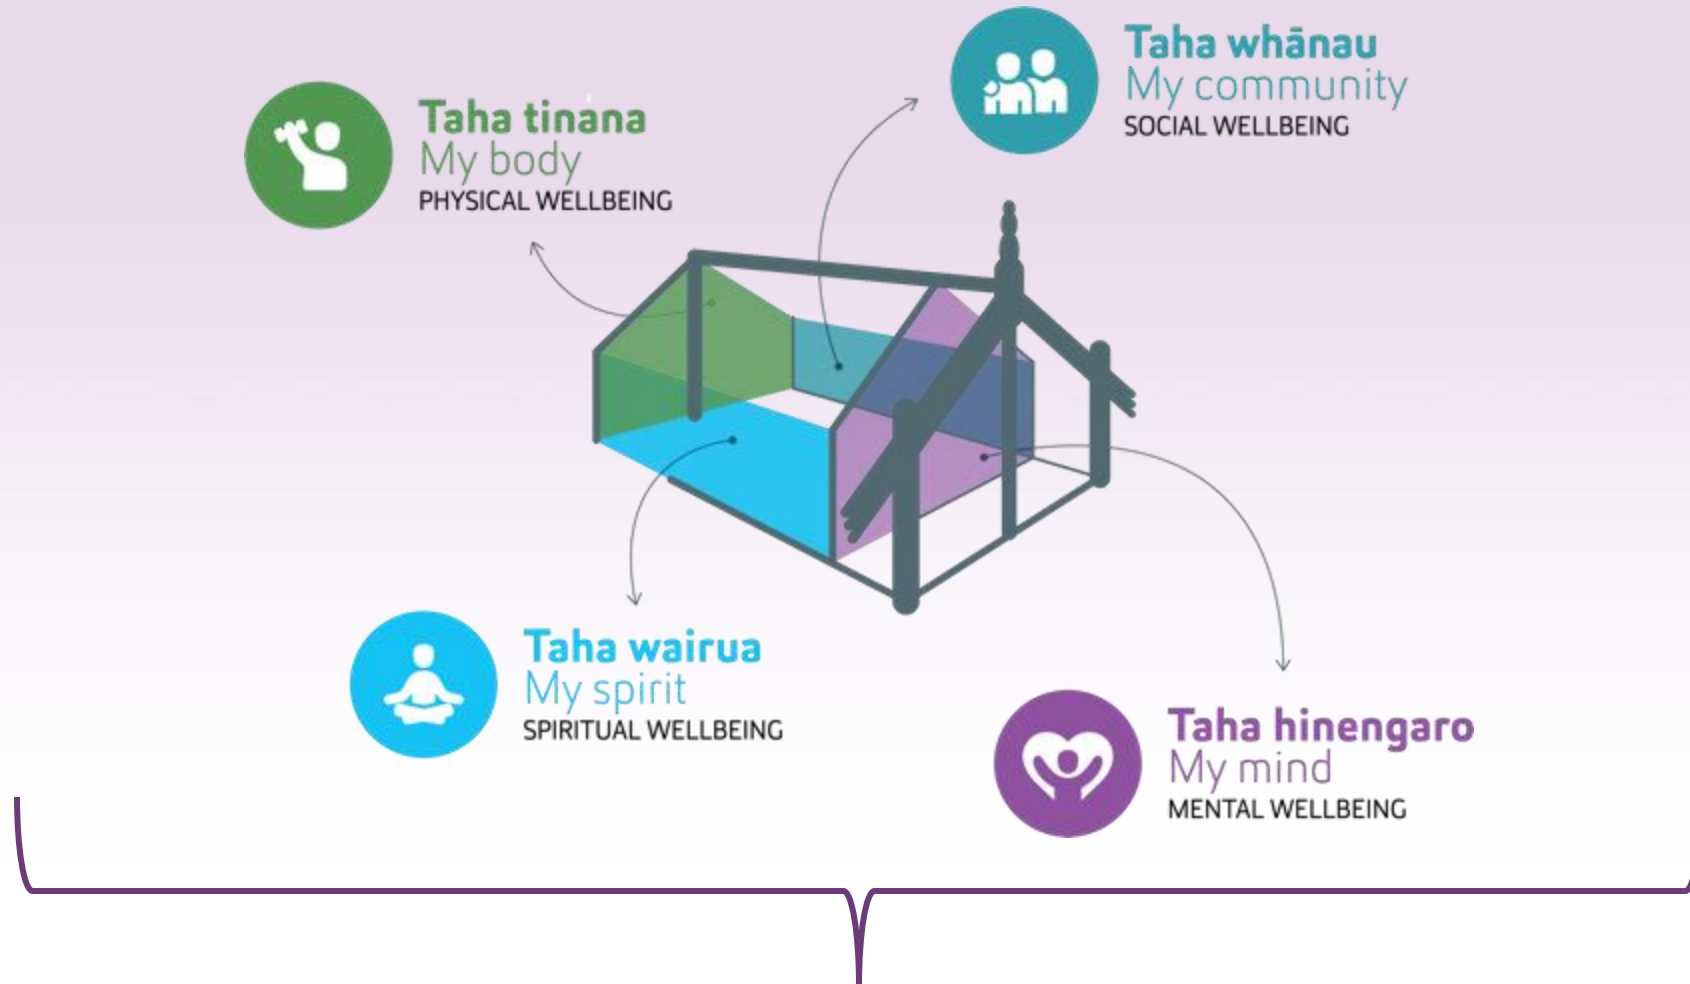 Taha tinána
My body
PHYSICAL WELLBEING
Taha whānau
My community
SOCIAL WELLBEING
Taha wairua
My spirit
SPIRITUAL WELLBEING
Taha hinengaro
My mind
MENTAL WELLBEING